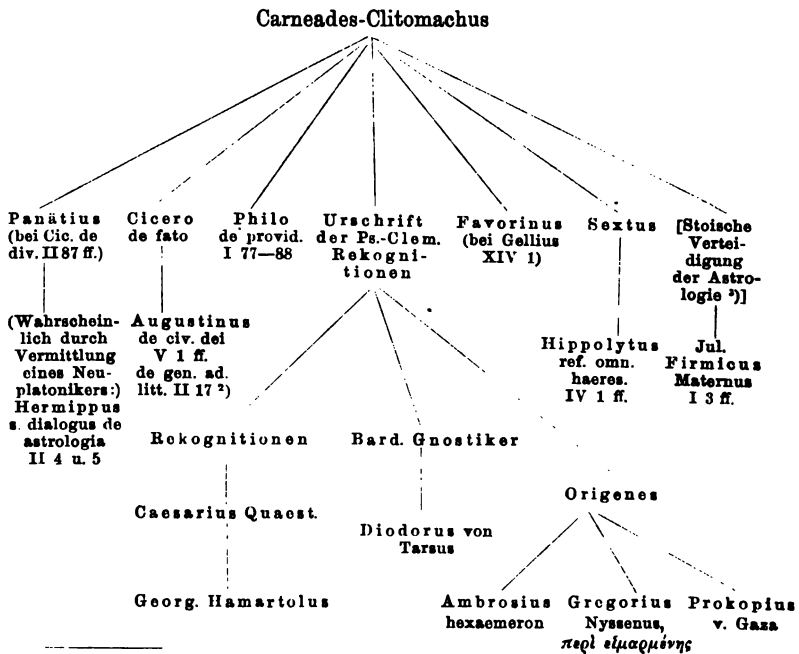 Carneades-Clitomachus
Panätius
(bei Cic. de
div. II 87 ff.)
Cicero
de fato
Philo
de provid.
I 77—88
Urschrift
der Ps.-Clem.
Rekogni-
tionen
Favorinus
(bei Gellius
XIV 1)
Sextus
[Stoische
Vertei-
digung
der Astro-
logie ³)]
(Wahrschein-
lich durch
Vermittlung
eines Neu-
platonikers:)
Hermippus
s. dialogus de
astrologia
II 4 u. 5
Augustinus
de civ. dei
V 1 ff.
de gen. ad.
litt. II 17 ²)
Hippolytus
ref. omn.
haeres.
IV 1 ff.
Jul.
Firmicus
Maternus
I 3 ff.
Rekognitionen
Bard. Gnostiker
Origenes
Caesarius Quaest.
Diodorus von
Tarsus
Georg. Hamartolus
Ambrosius
hexaemeron
Gregorius
Nyssenus,
περὶ εἱμαρμένης
Prokopius
v. Gaza